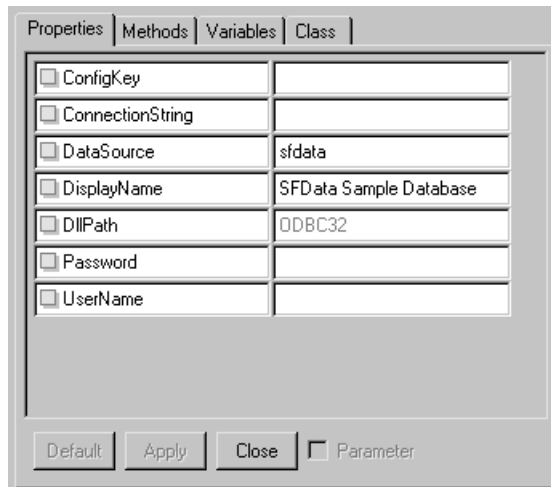 Properties Methods Variables Class
ConfigKey
ConnectionString
DataSource sfdata
DisplayName SFData Sample Database
DllPath ODBC32
Password
UserName
Default Apply Close Parameter